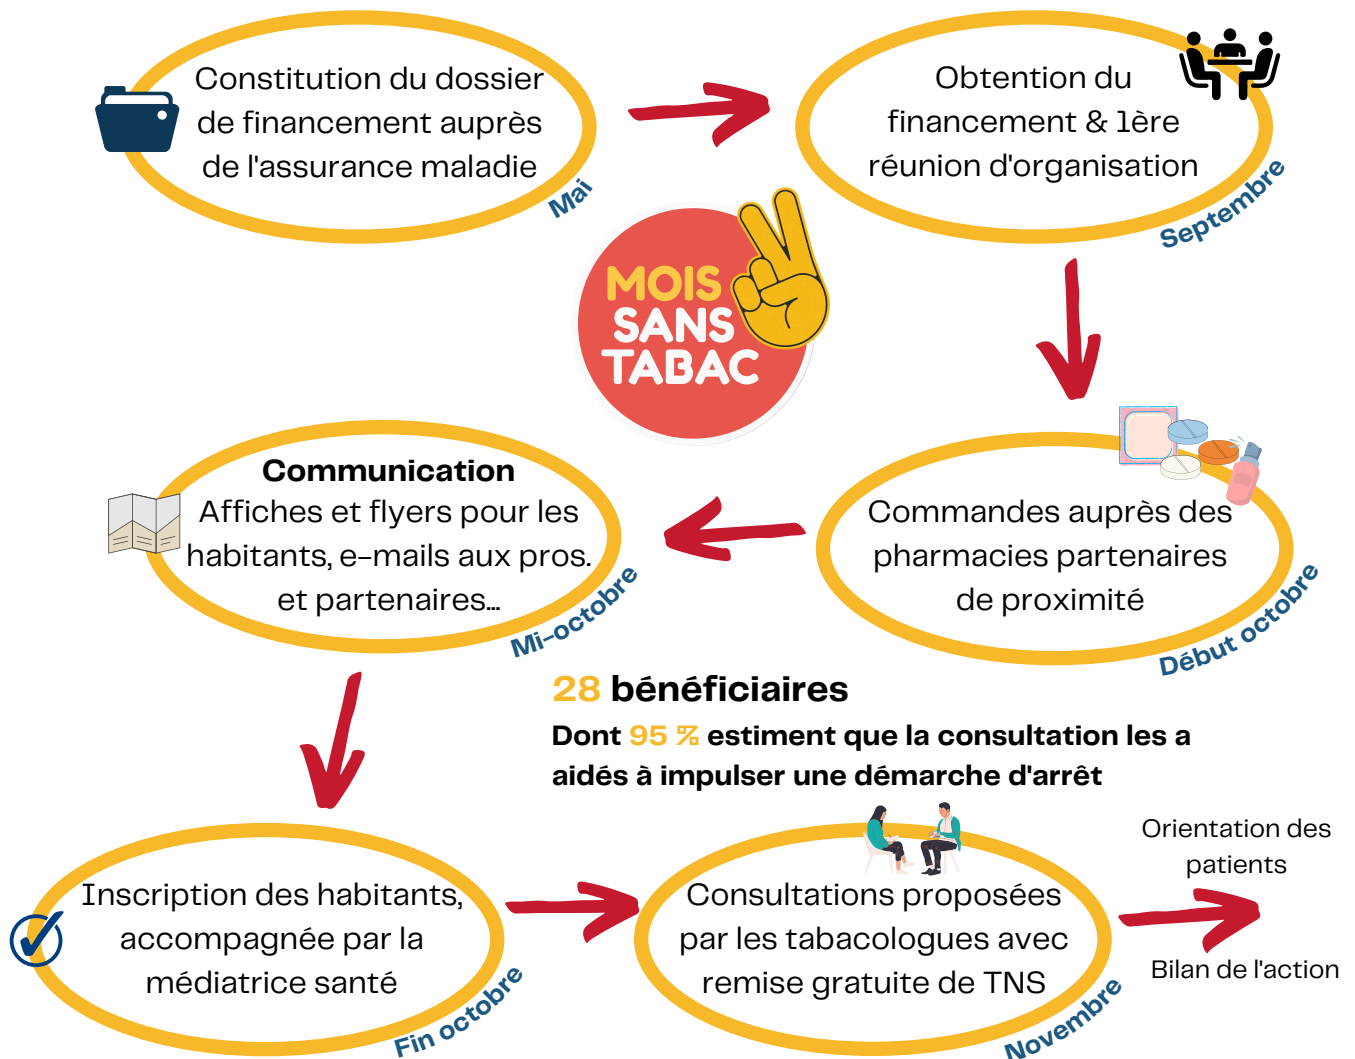 Constitution du dossier
de financement auprès
de l'assurance maladie
Mai
Obtention du
financement & 1ère
réunion d'organisation
Septembre
MOIS
SANS
TABAC
Commandes auprès des
pharmacies partenaires
de proximité
Début octobre
Communication
Affiches et flyers pour les
habitants, e-mails aux pros.
et partenaires...
Mi-octobre
28 bénéficiaires
Dont 95 % estiment que la consultation les a
aidés à impulser une démarche d'arrêt
Inscription des habitants,
accompagnée par la
médiatrice santé
Fin octobre
Consultations proposées
par les tabacologues avec
remise gratuite de TNS
Novembre
Orientation des
patients
Bilan de l'action